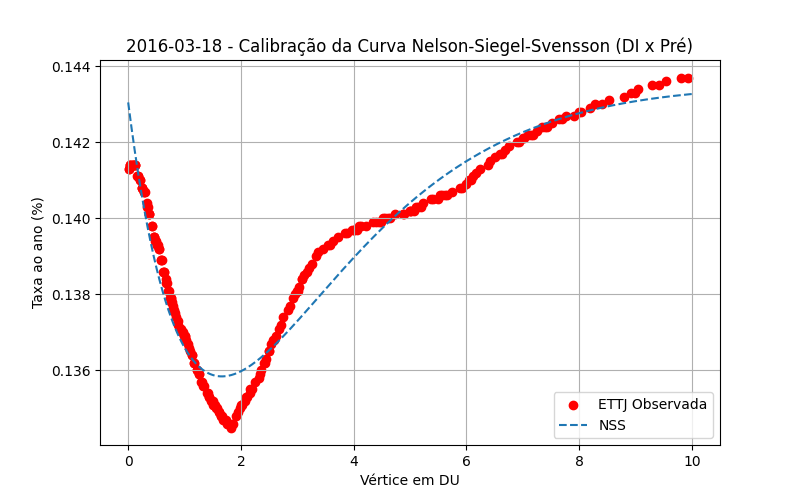 2016-03-18 - Calibração da Curva Nelson-Siegel-Svensson (DI x Pré)
Taxa ao ano (%)
0.144
0.142
0.140
0.138
0.136
ETTJ Observada
NSS
0 2 4 6 8 10
Vértice em DU